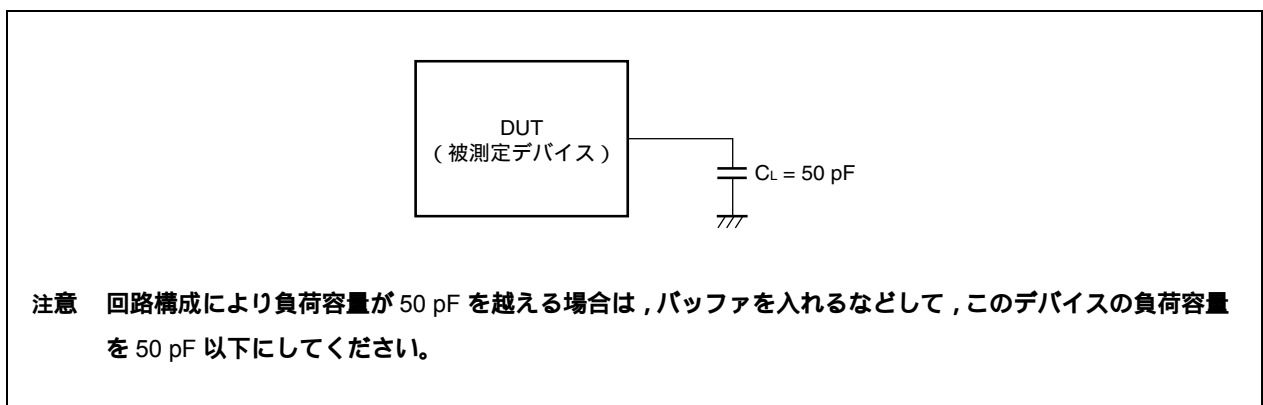 DUT
（被測定デバイス）
CL = 50 pF
注意　回路構成により負荷容量が 50 pF を越える場合は，バッファを入れるなどして，このデバイスの負荷容量
を 50 pF 以下にしてください。